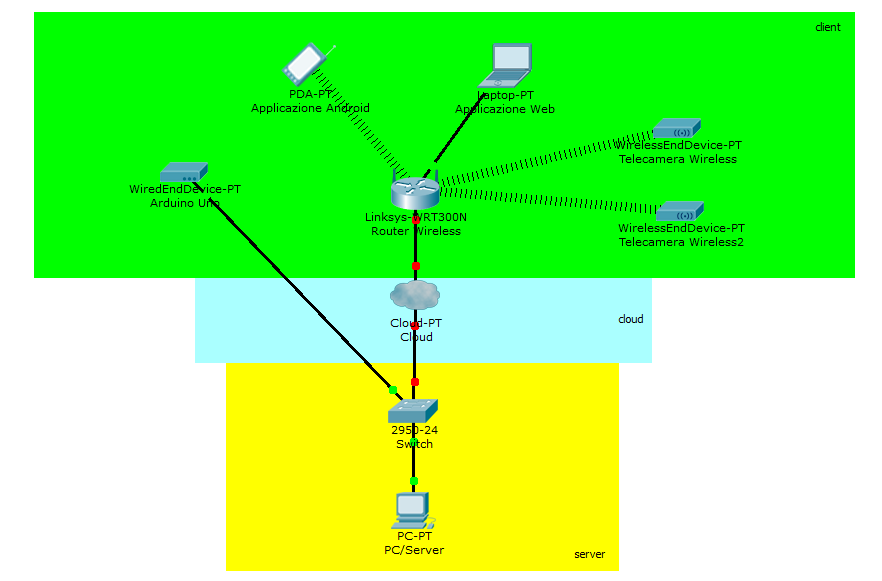 client
PDA-PT
Applicazione Android
Laptop-PT
Applicazione Web
WirelessEndDevice-PT
Telecamera Wireless
WiredEndDevice-PT
Arduino Uno
Linksys-WRT300N
Router Wireless
WirelessEndDevice-PT
Telecamera Wireless2
Cloud-PT
Cloud
cloud
2950-24
Switch
PC-PT
PC/Server
server